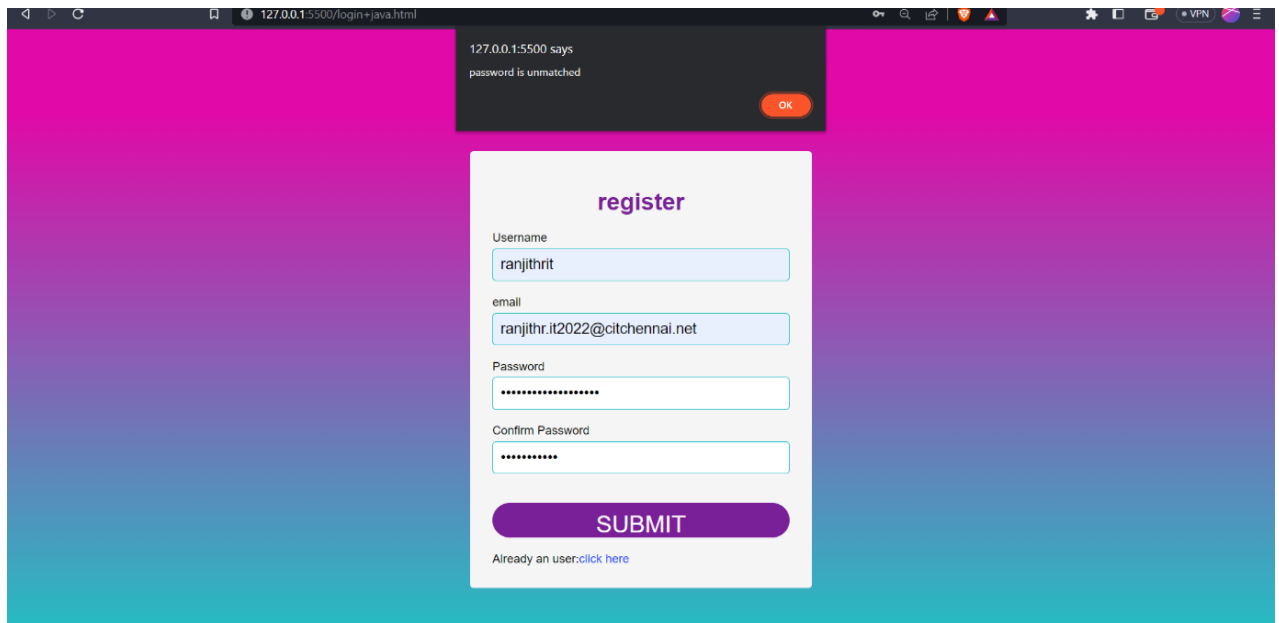 127.0.0.1:5500/login+java.html
VPN
127.0.0.1:5500 says
password is unmatched
OK
register
Username
ranjithrit
email
ranjithr.it2022@citchennai.net
Password
•••••••••••••••••••
Confirm Password
•••••••••••
SUBMIT
Already an user:click here